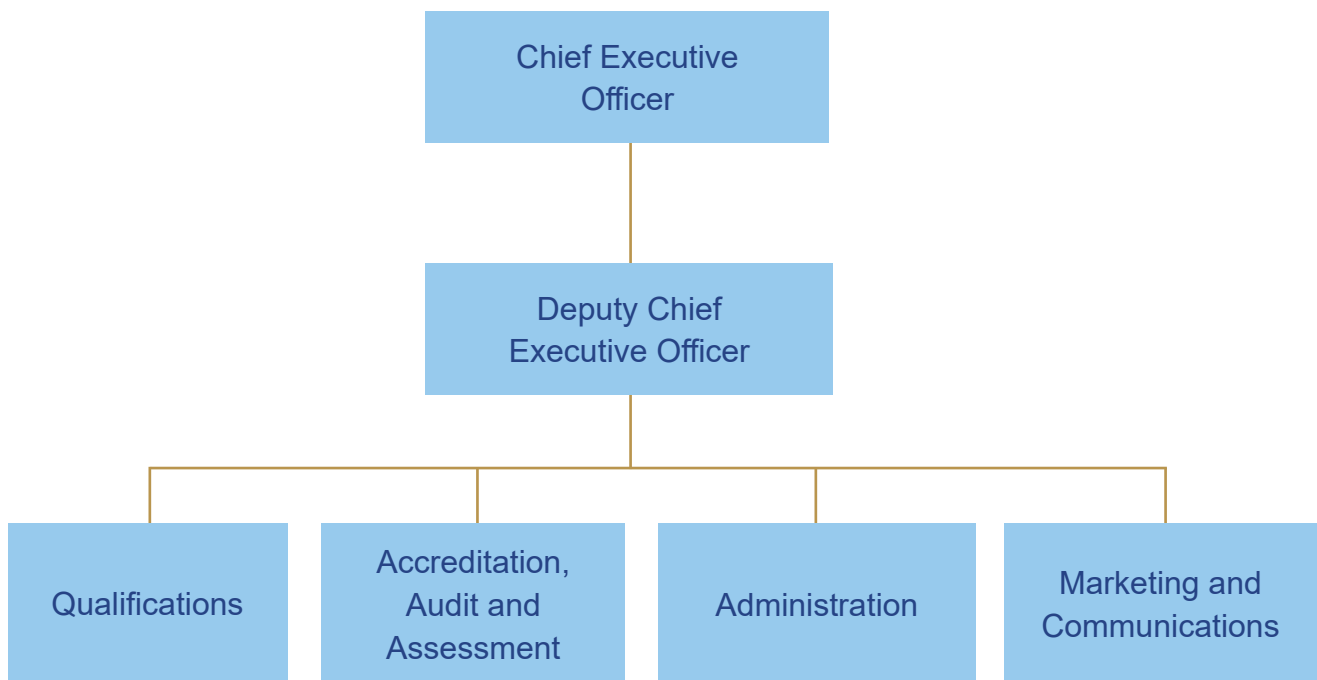 Chief Executive
Officer
Deputy Chief
Executive Officer
Qualifications
Accreditation,
Audit and
Assessment
Administration
Marketing and
Communications